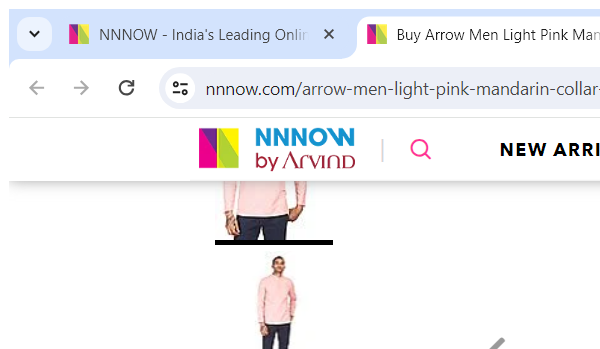 NNNOW - India's Leading Onlin
Buy Arrow Men Light Pink Man
nnnow.com/arrow-men-light-pink-mandarin-collar-
NNNOW
by ARVIND
NEW ARRI